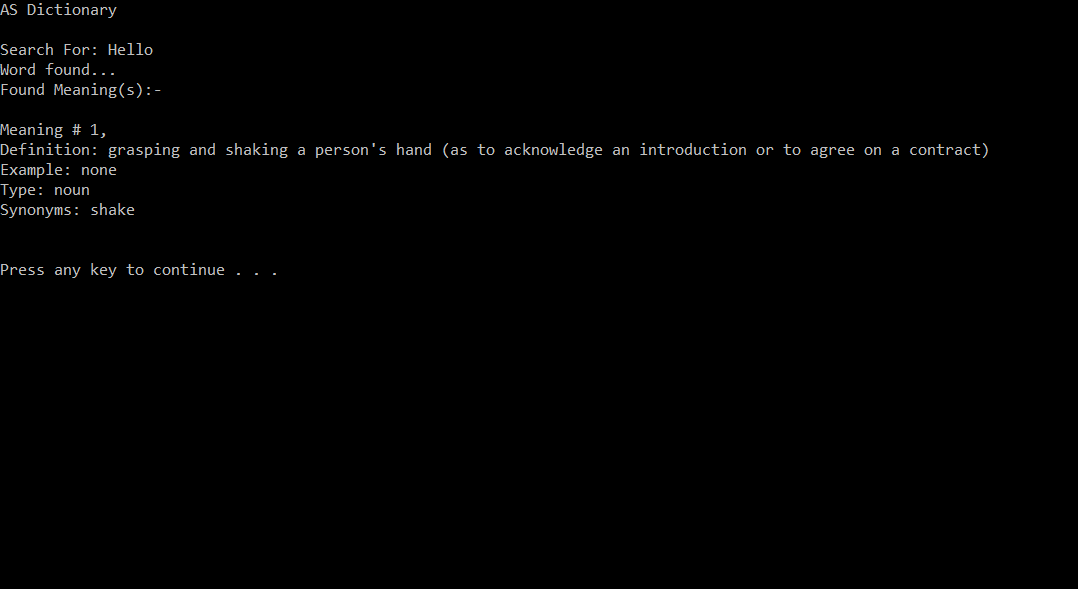 AS Dictionary
Search For: Hello
Word found...
Found Meaning(s):-
Meaning # 1,
Definition: grasping and shaking a person's hand (as to acknowledge an introduction or to agree on a contract)
Example: none
Type: noun
Synonyms: shake
Press any key to continue . . .